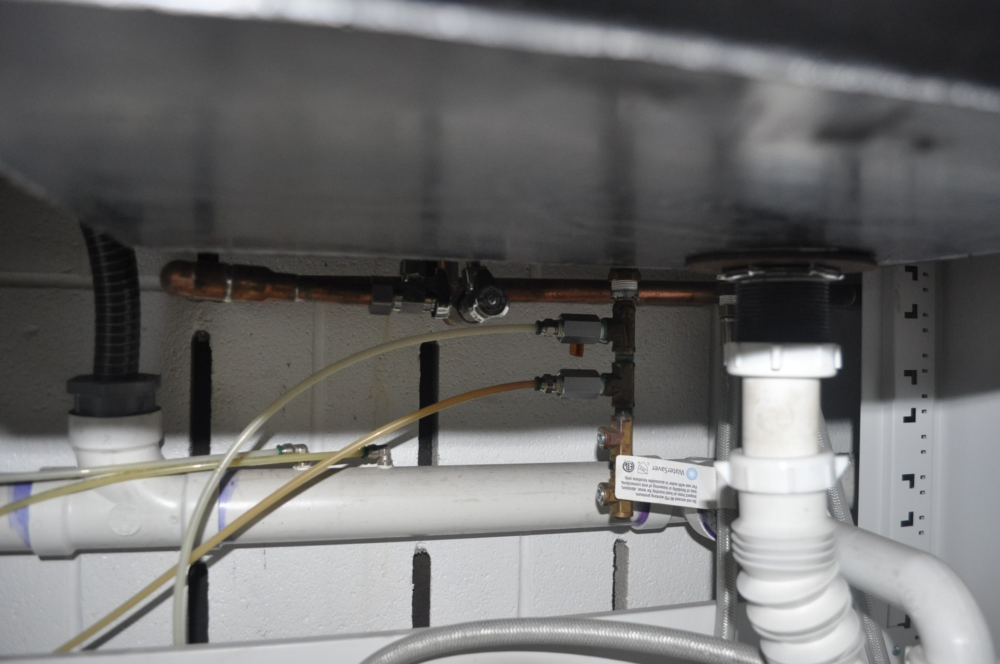 Do not exceed 90 PSI working pressure.
Inspect hose at least monthly for wear, abrasion,
loss of flexibility or loosening of end connections.
For use with water in accessible locations only.
WaterSaver